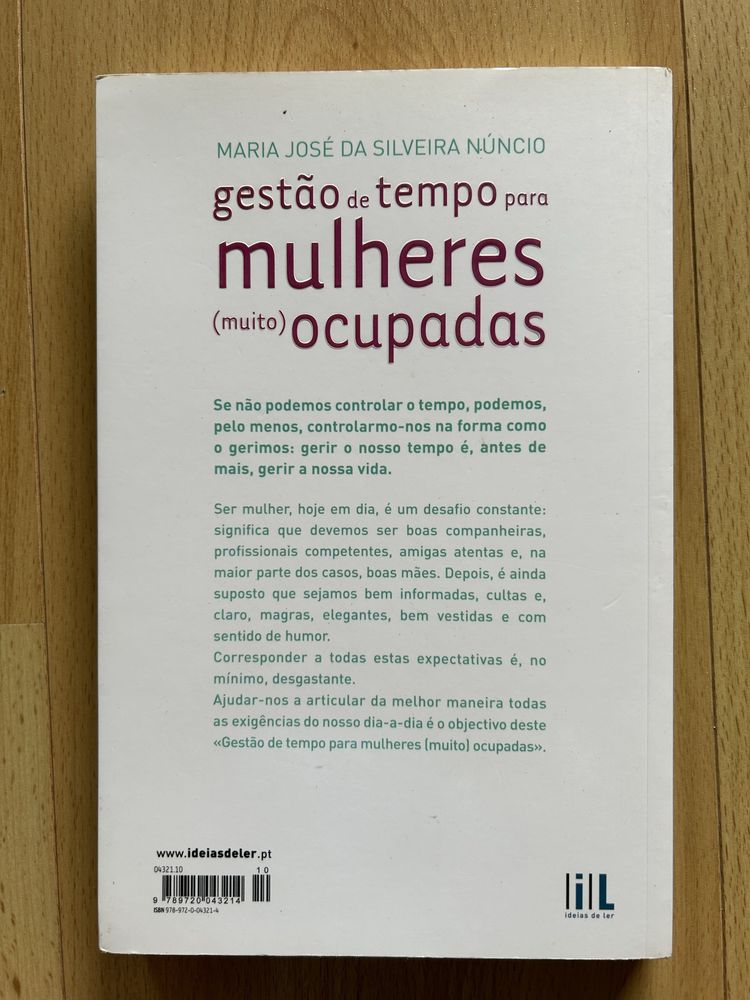 MARIA JOSÉ DA SILVEIRA NÚNCIO
gestão de tempo para
mulheres
(muito) ocupadas
Se não podemos controlar o tempo, podemos,
pelo menos, controlarmo-nos na forma como
o gerimos: gerir o nosso tempo é, antes de
mais, gerir a nossa vida.
Ser mulher, hoje em dia, é um desafio constante:
significa que devemos ser boas companheiras,
profissionais competentes, amigas atentas e, na
maior parte dos casos, boas mães. Depois, é ainda
suposto que sejamos bem informadas, cultas e,
claro, magras, elegantes, bem vestidas e com
sentido de humor.
Corresponder a todas estas expectativas é, no
mínimo, desgastante.
Ajudar-nos a articular da melhor maneira todas
as exigências do nosso dia-a-dia é o objectivo deste
«Gestão de tempo para mulheres (muito) ocupadas».
www.ideiasdeler.pt
04321.10
10
9 789720 043214
ISBN 978-972-0-04321-4
iL
ideias de ler